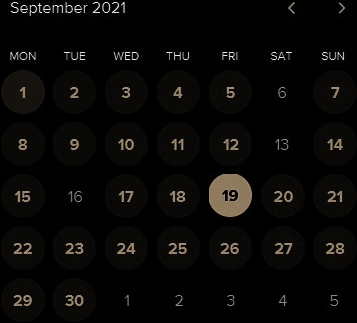 September 2021 < >
MON TUE WED THU FRI SAT SUN
1 2 3 4 5 6 7
8 9 10 11 12 13 14
15 16 17 18 19 20 21
22 23 24 25 26 27 28
29 30 1 2 3 4 5